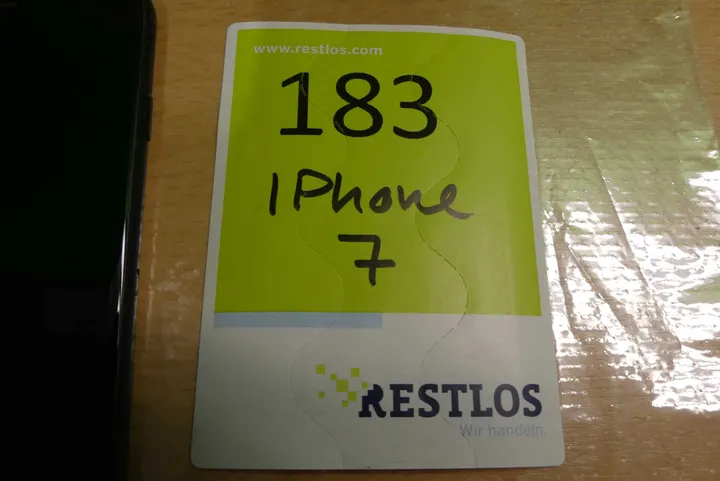 www.restlos.com
183
iPhone
7
RESTLOS
Wir handeln.